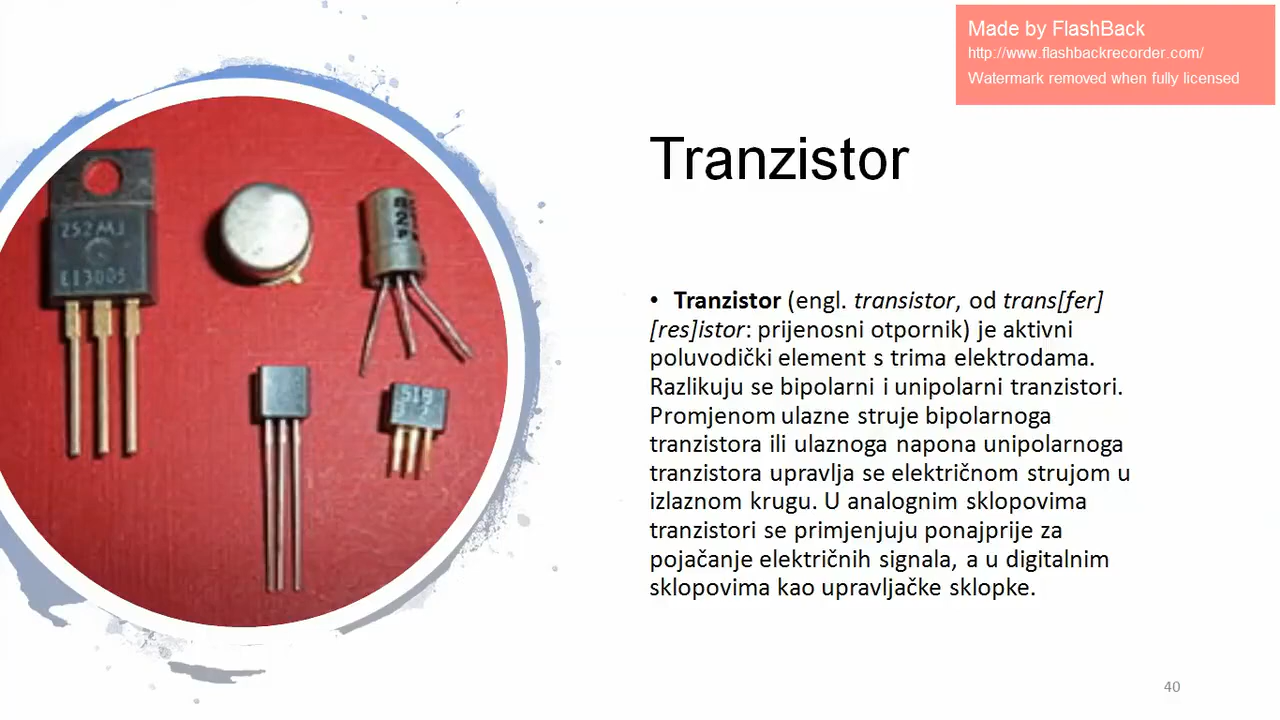 Made by FlashBack
http://www.flashbackrecorder.com/
Watermark removed when fully licensed
Tranzistor
• Tranzistor (engl. transistor, od trans[fer]
[res]istor: prijenosni otpornik) je aktivni
poluvodički element s trima elektrodama.
Razlikuju se bipolarni i unipolarni tranzistori.
Promjenom ulazne struje bipolarnoga
tranzistora ili ulaznoga napona unipolarnoga
tranzistora upravlja se električnom strujom u
izlaznom krugu. U analognim sklopovima
tranzistori se primjenjuju ponajprije za
pojačanje električnih signala, a u digitalnim
sklopovima kao upravljačke sklopke.
40